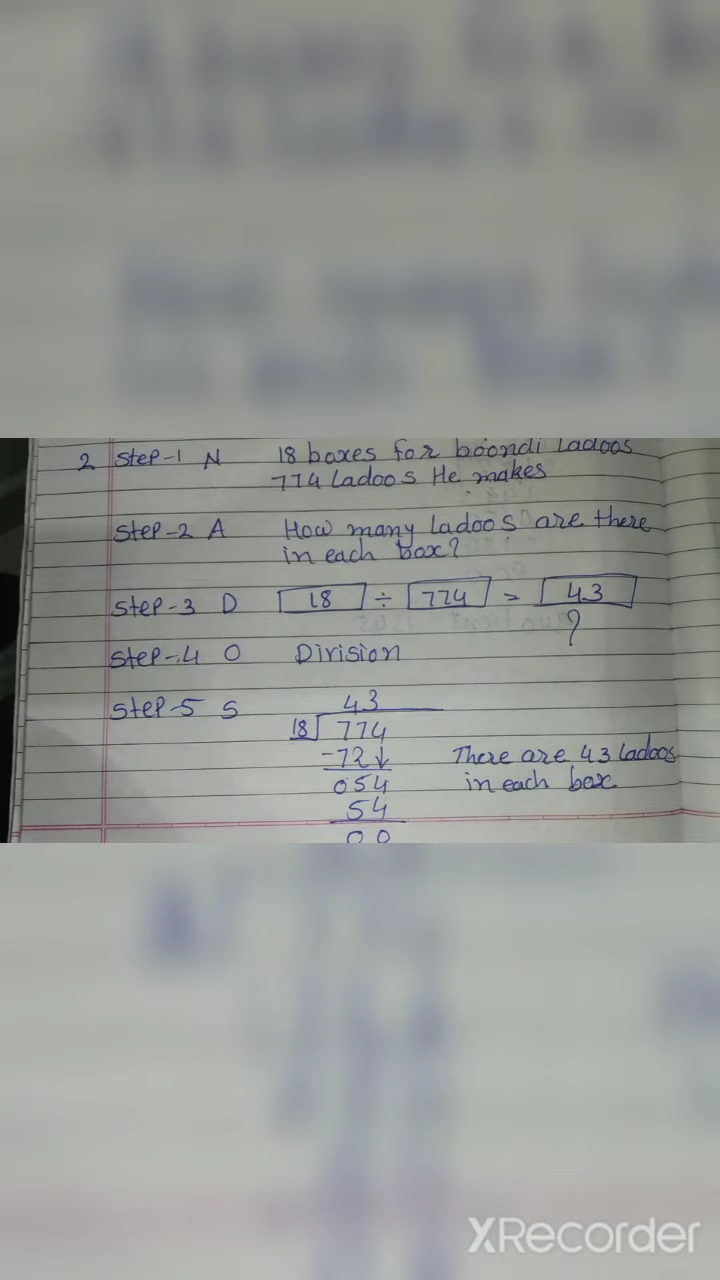 2 Step-1 N 18 boxes for boondi Ladoos
774 Ladoos He makes
Step-2 A How many Ladoos are there
in each box?
Step-3 D 18 ÷ 774 = 43
?
Step-4 O Division
Step-5 S 43
18 774
-72↓ There are 43 Ladoos
054 in each box
54
00
XRecorder